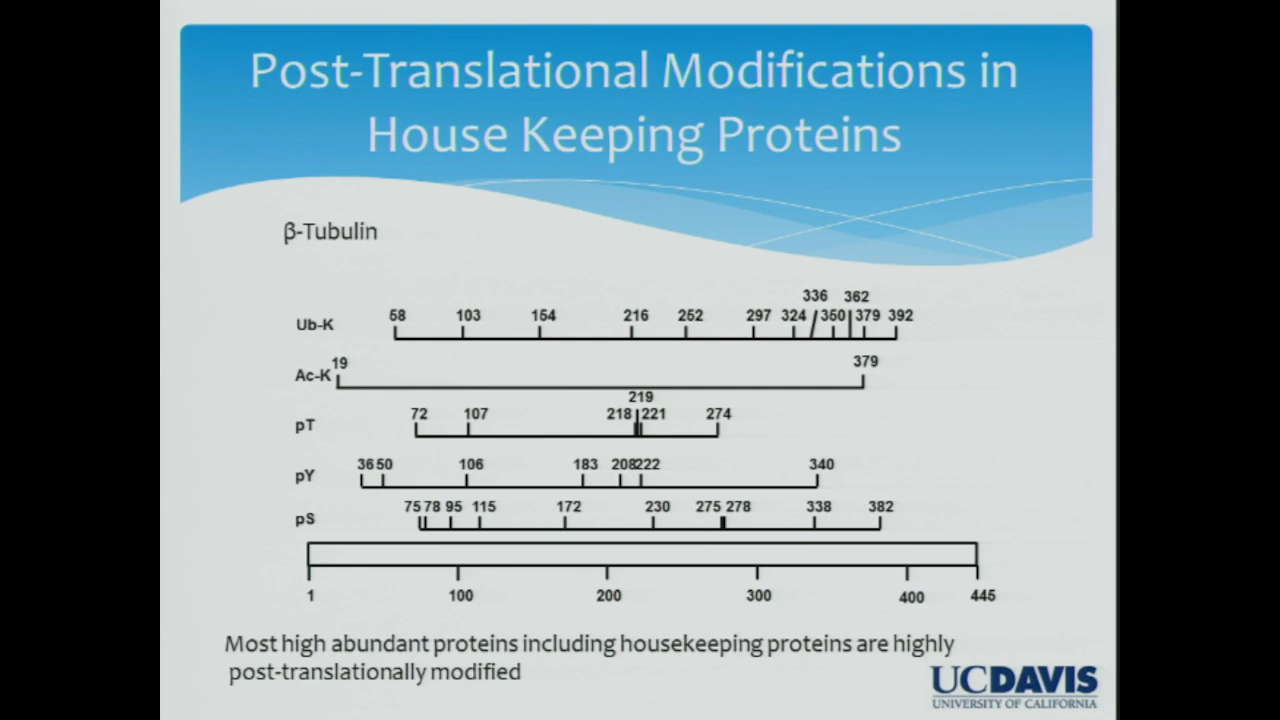 Post-Translational Modifications in
House Keeping Proteins
β-Tubulin
336 362
58 103 154 216 252 297 324 350 379 392
Ub-K
19 379
Ac-K
219
72 107 218 221 274
pT
36 50 106 183 208 222 340
pY
75 78 95 115 172 230 275 278 338 382
pS
1 100 200 300 400 445
Most high abundant proteins including housekeeping proteins are highly
post-translationally modified
UCDAVIS
UNIVERSITY OF CALIFORNIA